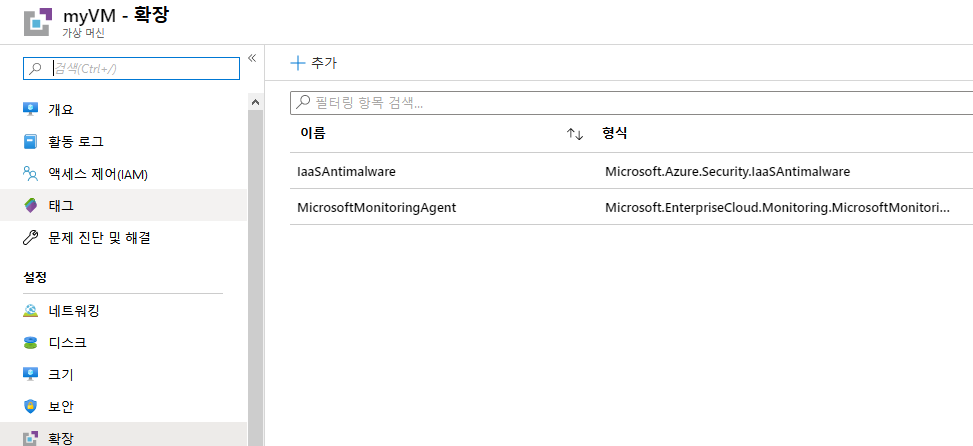 myVM - 확장
가상 머신
검색(Ctrl+/)
개요
활동 로그
액세스 제어(IAM)
태그
문제 진단 및 해결
설정
네트워킹
디스크
크기
보안
확장
추가
필터링 항목 검색...
이름 형식
IaaSAntimalware Microsoft.Azure.Security.IaaSAntimalware
MicrosoftMonitoringAgent Microsoft.EnterpriseCloud.Monitoring.MicrosoftMonitori...